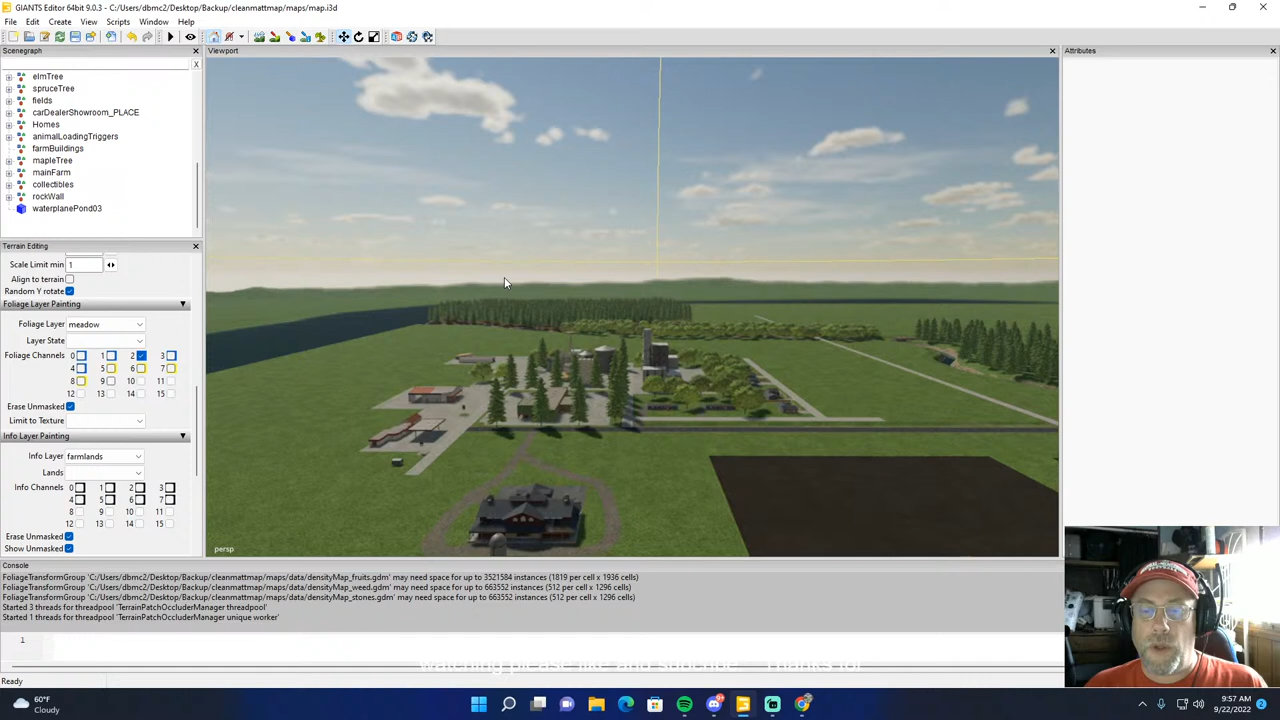 GIANTS Editor 64bit 9.0.3 - C:/Users/dbmc2/Desktop/Backup/cleanmattmap/maps/map.i3d
File Edit Create View Scripts Window Help
Scenegraph
X
elmTree
spruceTree
fields
carDealerShowroom_PLACE
Homes
animalLoadingTriggers
farmBuildings
mapleTree
mainFarm
collectibles
rockWall
waterplanePond03
Terrain Editing
Scale Limit min 1
Align to terrain
Random Y rotate
Foliage Layer Painting
Foliage Layer meadow
Layer State
Foliage Channels 0 1 2 3
4 5 6 7
8 9 10 11
12 13 14 15
Erase Unmasked
Limit to Texture
Info Layer Painting
Info Layer farmlands
Lands
Info Channels 0 1 2 3
4 5 6 7
8 9 10 11
12 13 14 15
Erase Unmasked
Show Unmasked
Viewport
persp
Attributes
Console
FoliageTransformGroup 'C:/Users/dbmc2/Desktop/Backup/cleanmattmap/maps/data/densityMap_fruits.gdm' may need space for up to 3521584 instances (1819 per cell x 1936 cells)
FoliageTransformGroup 'C:/Users/dbmc2/Desktop/Backup/cleanmattmap/maps/data/densityMap_weed.gdm' may need space for up to 663552 instances (512 per cell x 1296 cells)
FoliageTransformGroup 'C:/Users/dbmc2/Desktop/Backup/cleanmattmap/maps/data/densityMap_stones.gdm' may need space for up to 663552 instances (512 per cell x 1296 cells)
Started 3 threads for threadpool 'TerrainPatchOccluderManager threadpool'
Started 1 threads for threadpool 'TerrainPatchOccluderManager unique worker'
1
Ready
60°F
Cloudy
9:57 AM
9/22/2022
2